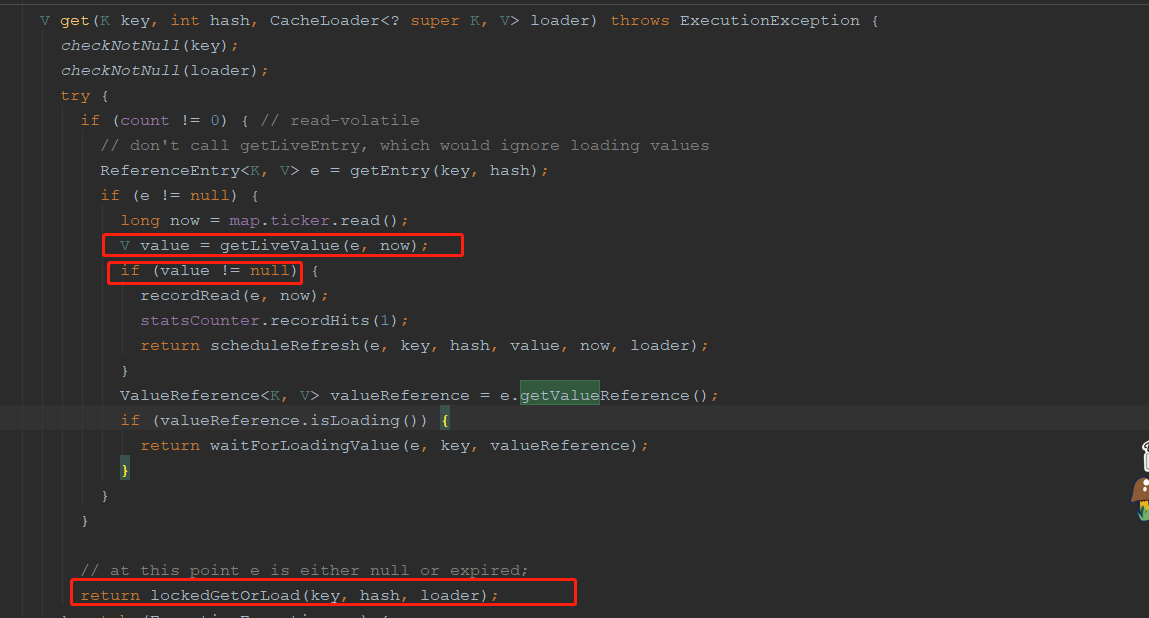 V get(K key, int hash, CacheLoader<? super K, V> loader) throws ExecutionException {
checkNotNull(key);
checkNotNull(loader);
try {
if (count != 0) { // read-volatile
// don't call getLiveEntry, which would ignore loading values
ReferenceEntry<K, V> e = getEntry(key, hash);
if (e != null) {
long now = map.ticker.read();
V value = getLiveValue(e, now);
if (value != null) {
recordRead(e, now);
statsCounter.recordHits(1);
return scheduleRefresh(e, key, hash, value, now, loader);
}
ValueReference<K, V> valueReference = e.getValueReference();
if (valueReference.isLoading()) {
return waitForLoadingValue(e, key, valueReference);
}
}
}
// at this point e is either null or expired;
return lockedGetOrLoad(key, hash, loader);